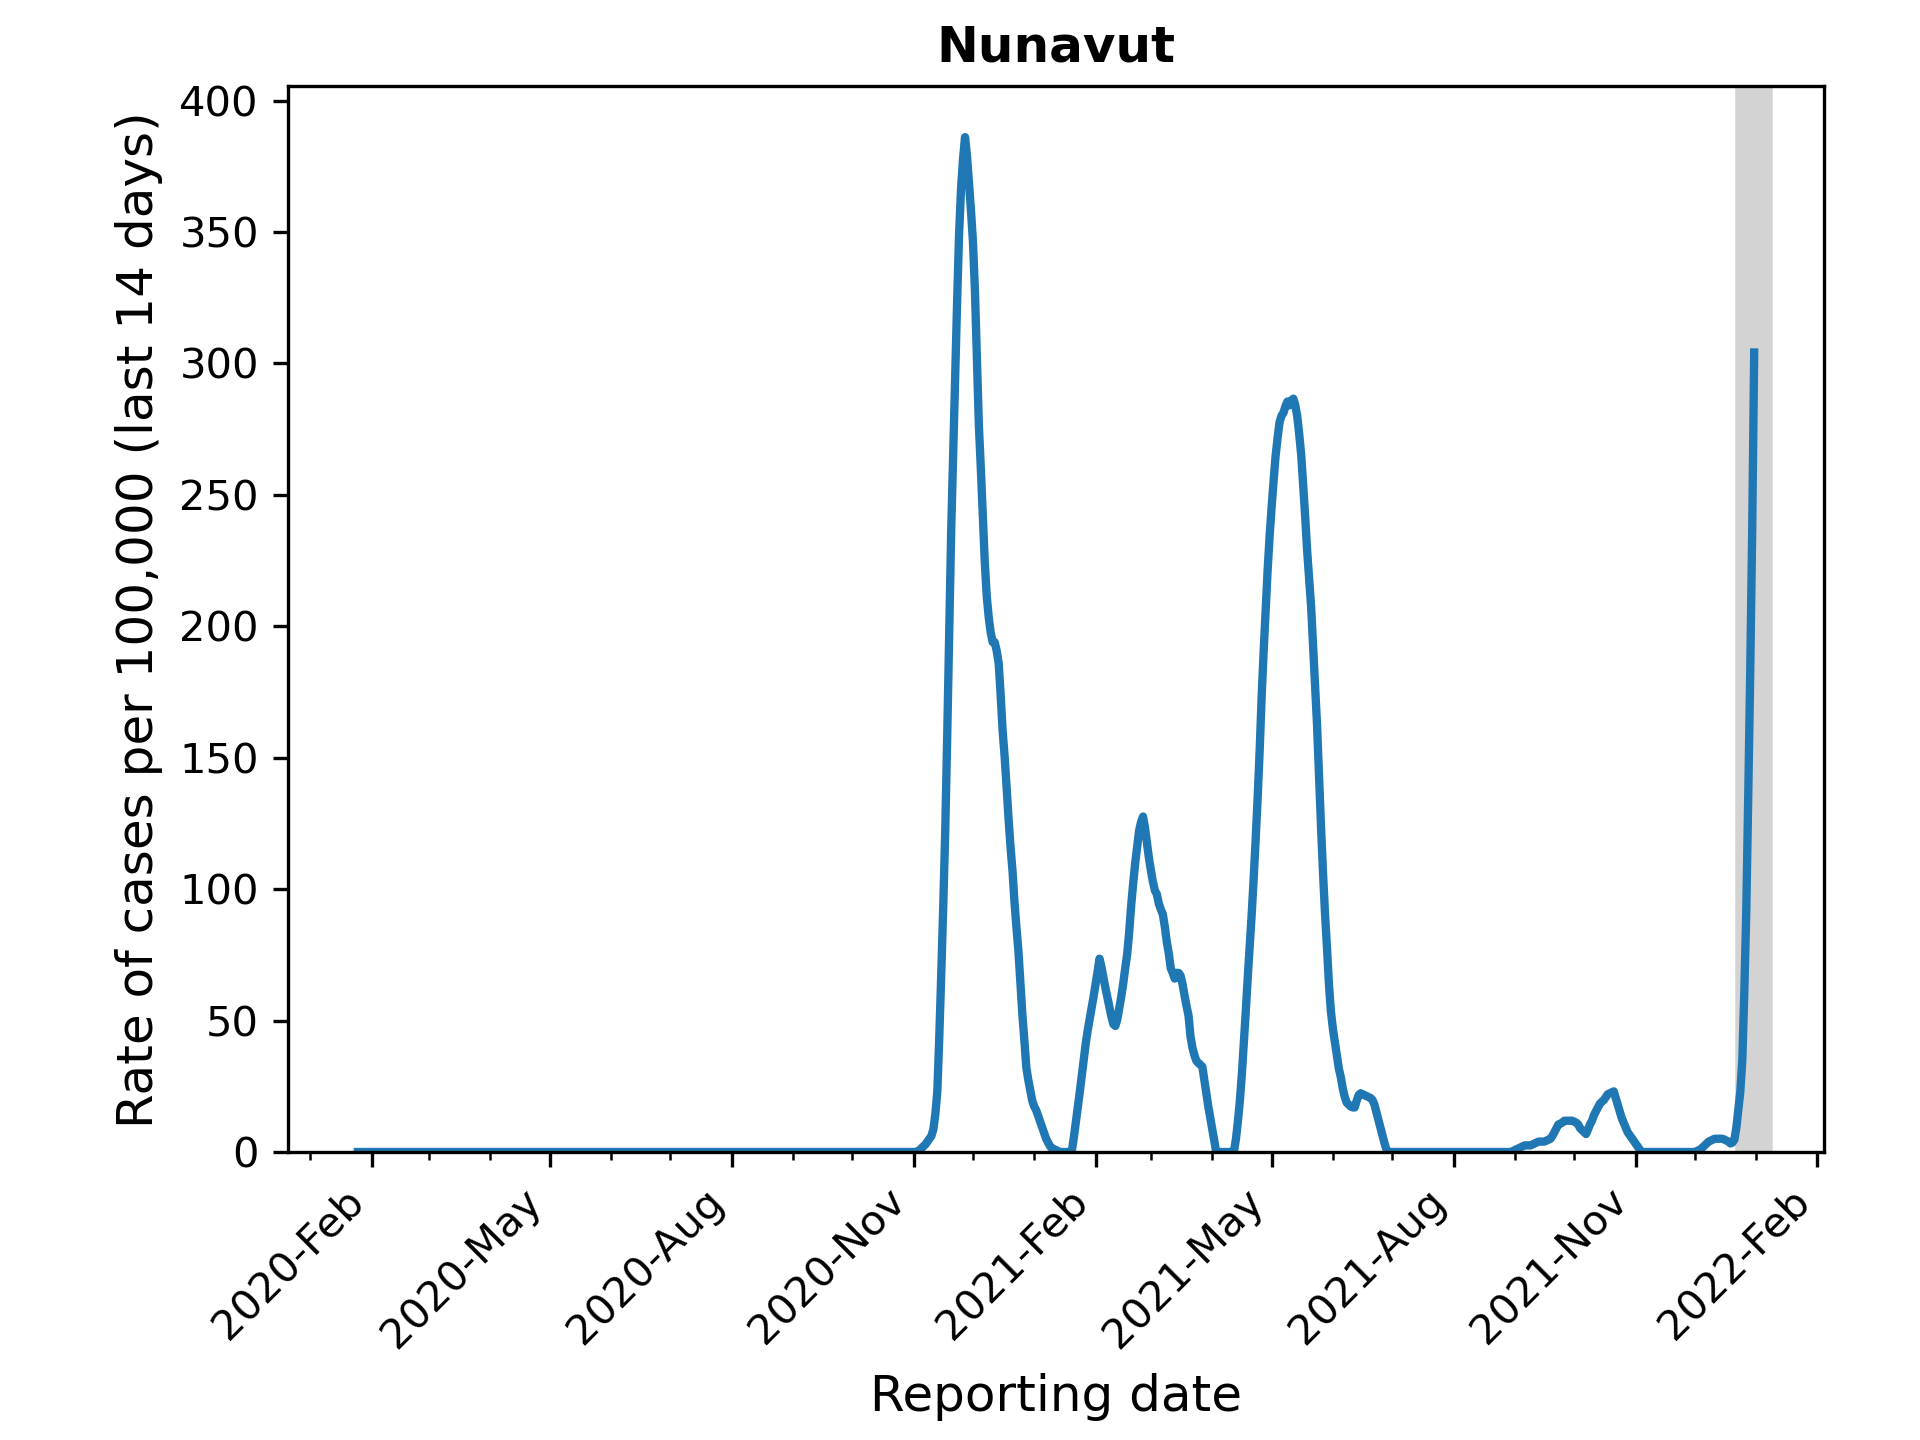 Nunavut
Rate of cases per 100,000 (last 14 days)
400
350
300
250
200
150
100
50
0
2020-Feb
2020-May
2020-Aug
2020-Nov
2021-Feb
2021-May
2021-Aug
2021-Nov
2022-Feb
Reporting date